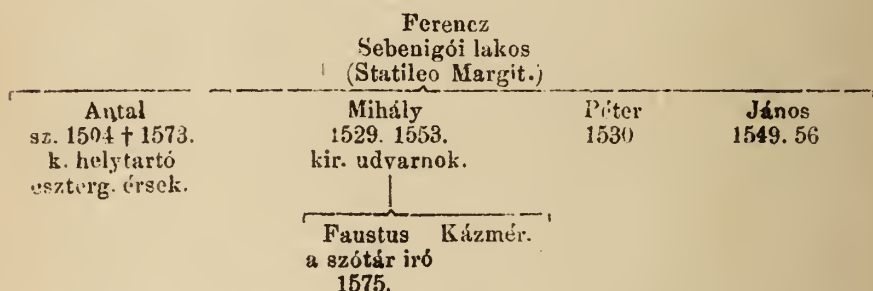 Ferencz
Sebenigói lakos
(Statileo Margit.)
Antal Mihály Péter János
sz. 1504 † 1573. 1529. 1553. 1530 1549. 56
k. helytartó kir. udvarnok.
eszterg. érsek.
Faustus Kázmér.
a szótár iró
1575.